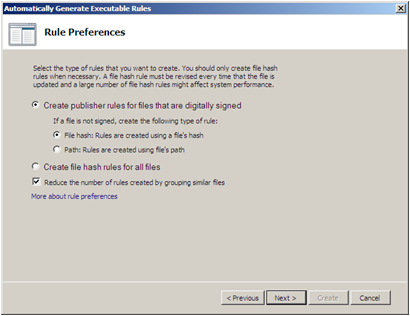 Automatically Generate Executable Rules
Rule Preferences
Select the type of rules that you want to create. You should only create file hash
rules when necessary. A file hash rule must be revised every time that the file is
updated and a large number of file hash rules might affect system performance.
Create publisher rules for files that are digitally signed
If a file is not signed, create the following type of rule:
File hash: Rules are created using a file's hash
Path: Rules are created using file's path
Create file hash rules for all files
Reduce the number of rules created by grouping similar files
More about rule preferences
< Previous
Next >
Create
Cancel